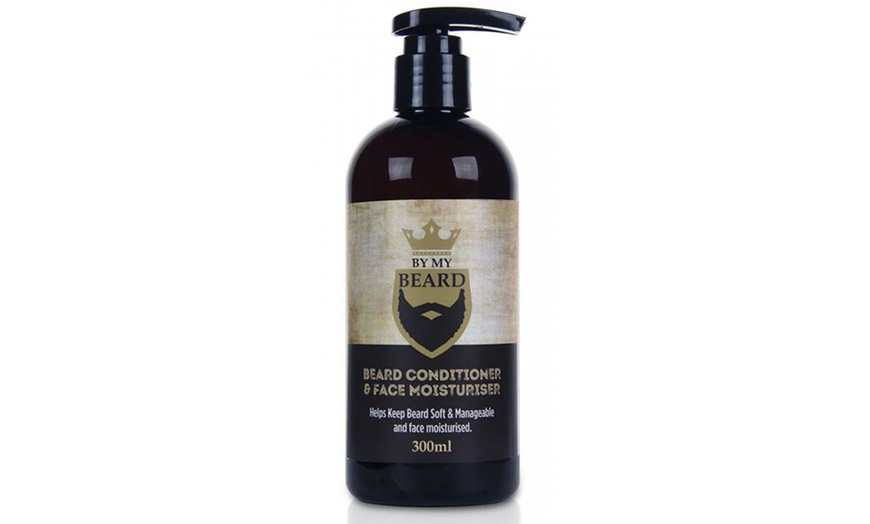 BY MY
BEARD
BEARD CONDITIONER
& FACE MOISTURISER
Helps Keep Beard Soft & Manageable
and face moisturised.
300ml